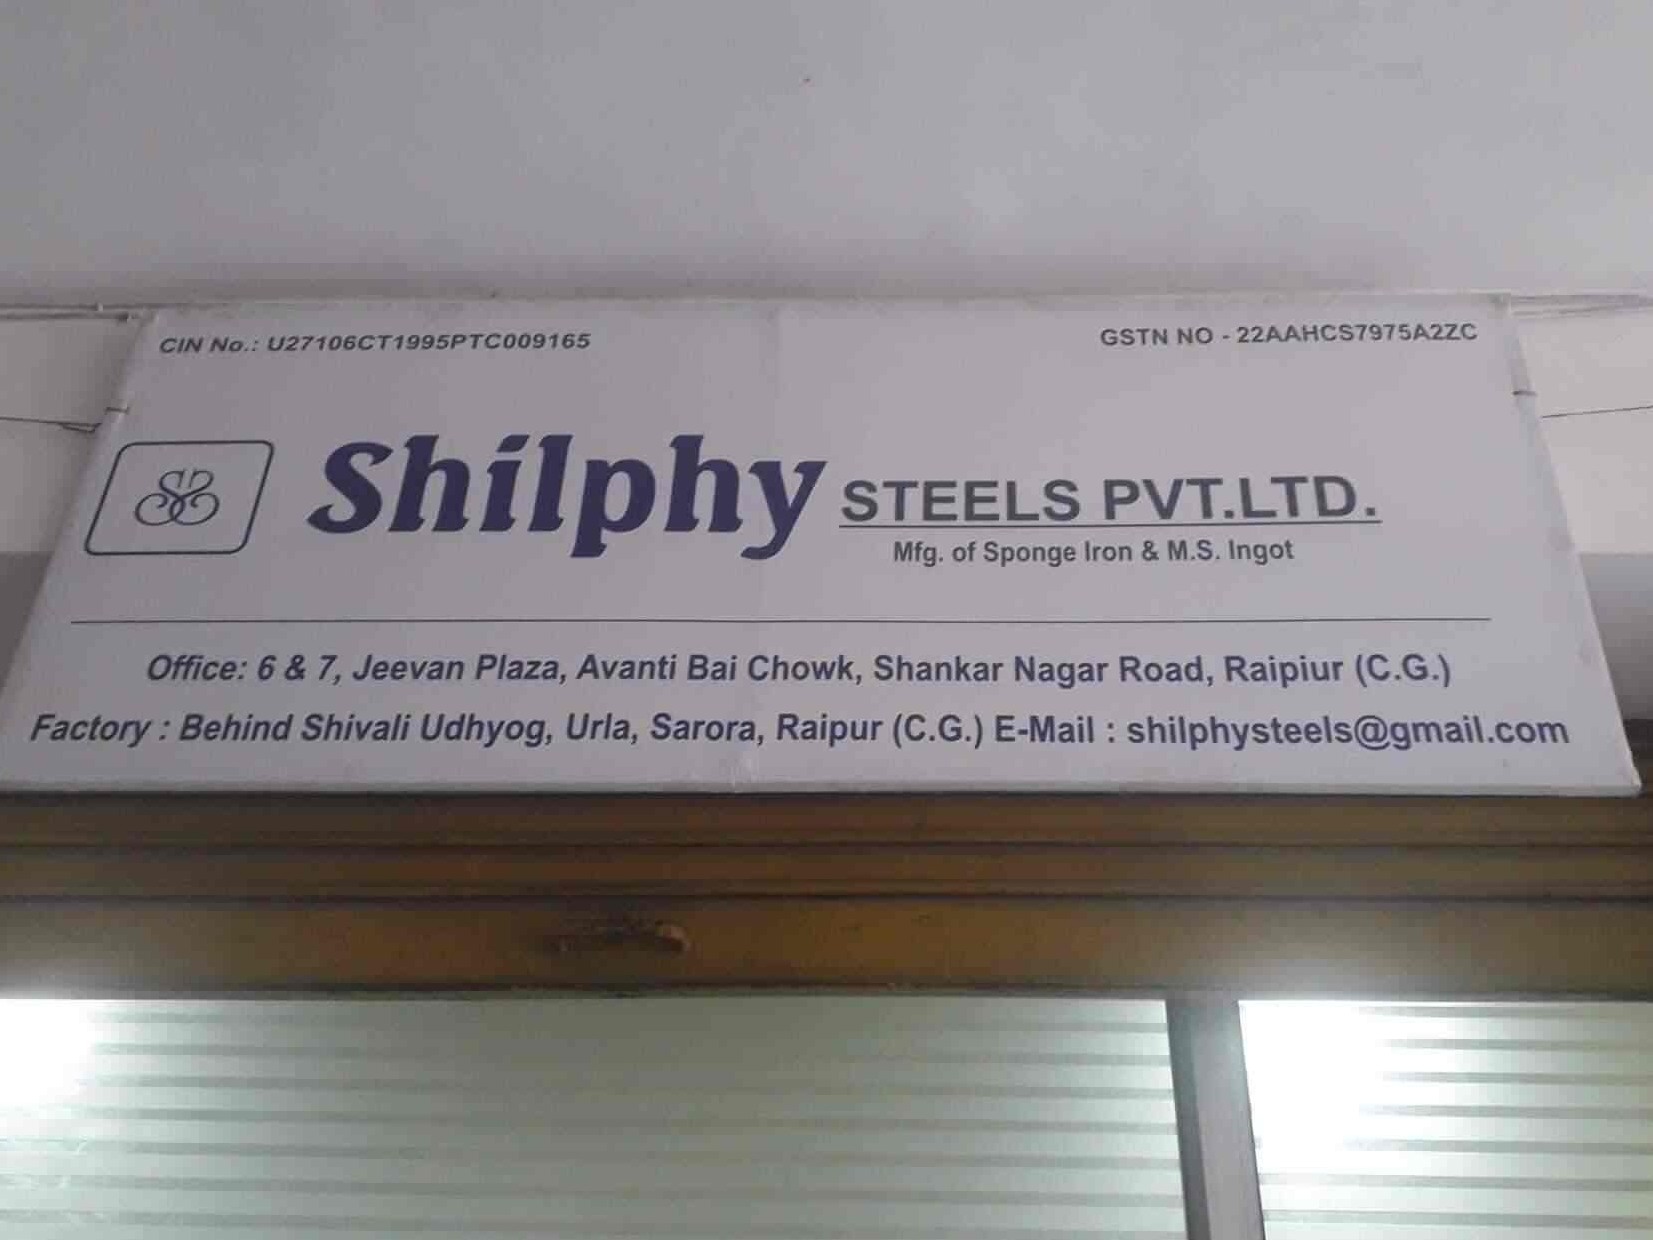 CIN No.: U27106CT1995PTC009165
GSTN NO - 22AAHCS7975A2ZC
Shilphy STEELS PVT.LTD.
Mfg. of Sponge Iron & M.S. Ingot
Office: 6 & 7, Jeevan Plaza, Avanti Bai Chowk, Shankar Nagar Road, Raipiur (C.G.)
Factory : Behind Shivali Udhyog, Urla, Sarora, Raipur (C.G.) E-Mail : shilphysteels@gmail.com